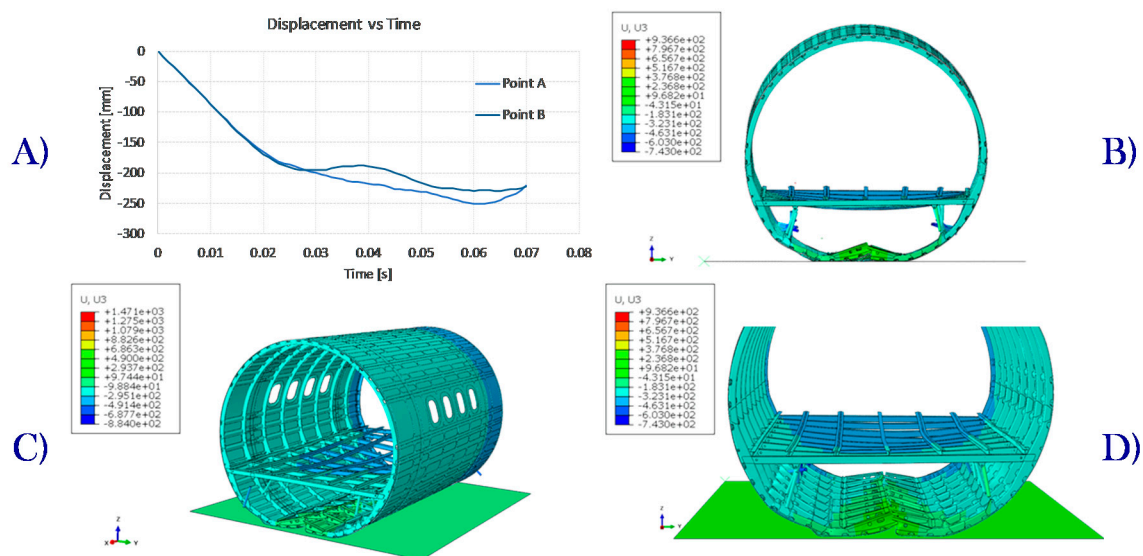 A)
Displacement vs Time
Displacement [mm]
0
-50
-100
-150
-200
-250
-300
0
0.01
0.02
0.03
0.04
0.05
0.06
0.07
0.08
Time [s]
Point A
Point B
B)
U, U3
+9.366e+02
+7.967e+02
+6.567e+02
+5.167e+02
+3.768e+02
+2.368e+02
+9.682e+01
-4.315e+01
-1.831e+02
-3.231e+02
-4.631e+02
-6.030e+02
-7.430e+02
Z
Y
C)
U, U3
+1.471e+03
+1.275e+03
+1.079e+03
+8.826e+02
+6.863e+02
+4.900e+02
+2.937e+02
+9.744e+01
-9.884e+01
-2.951e+02
-4.914e+02
-6.877e+02
-8.840e+02
Z
X
Y
D)
U, U3
+9.366e+02
+7.967e+02
+6.567e+02
+5.167e+02
+3.768e+02
+2.368e+02
+9.682e+01
-4.315e+01
-1.831e+02
-3.231e+02
-4.631e+02
-6.030e+02
-7.430e+02
Z
Y